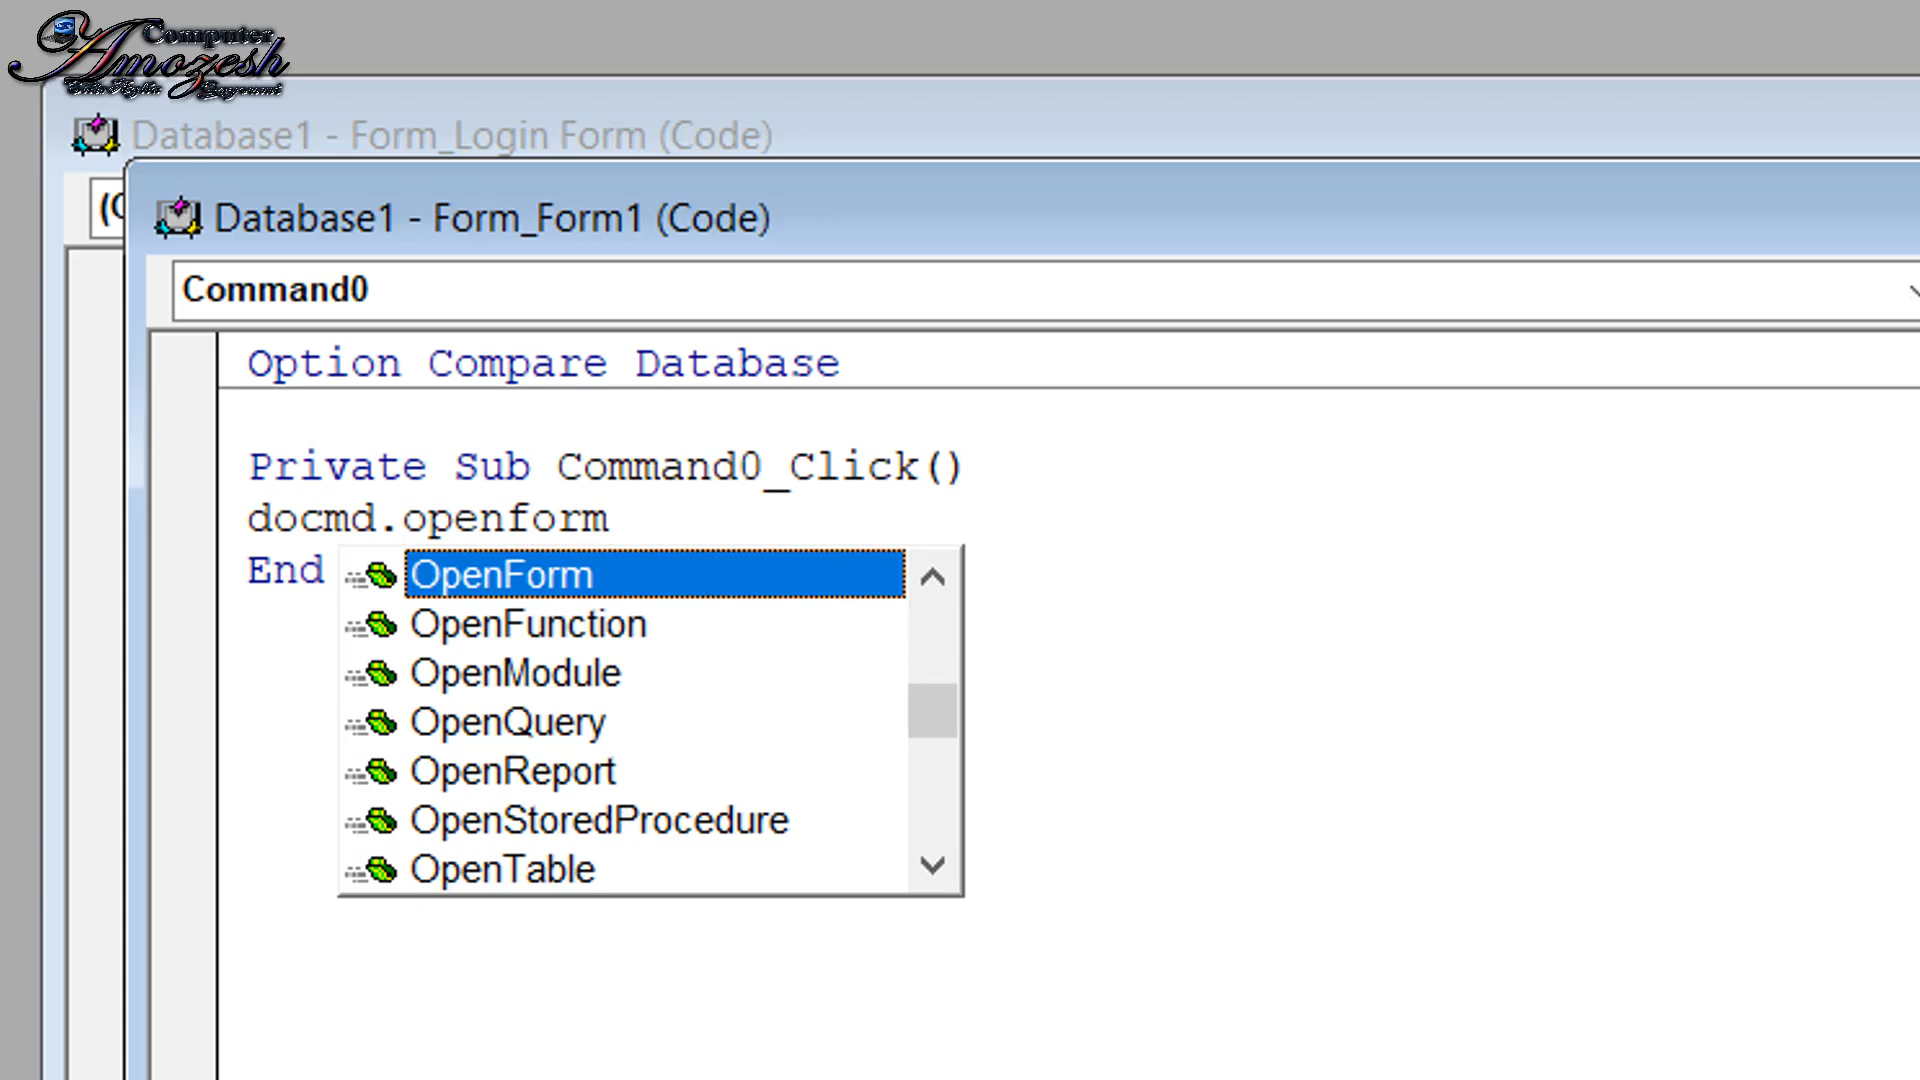 Computer
Amozesh
Database1 - Form_Login Form (Code)
(G
Database1 - Form_Form1 (Code)
Command0
Option Compare Database
Private Sub Command0_Click()
docmd.openform
End
OpenForm
OpenFunction
OpenModule
OpenQuery
OpenReport
OpenStoredProcedure
OpenTable